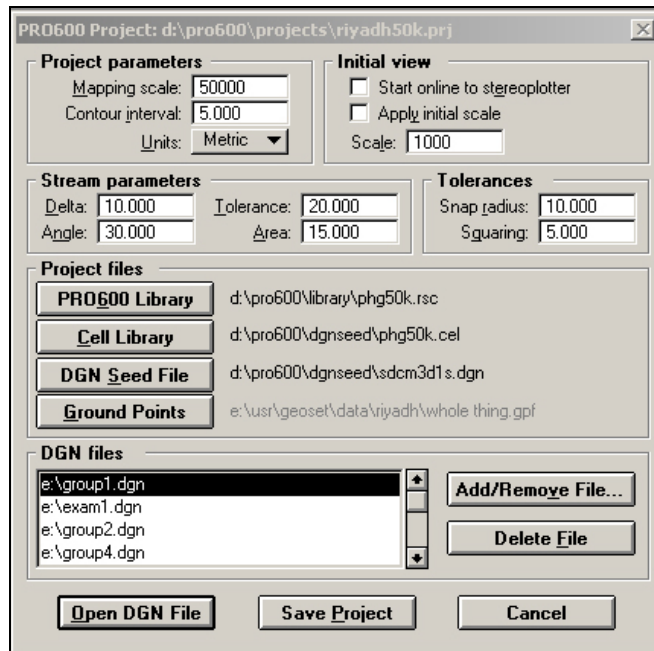 PRO600 Project: d:\pro600\projects\riyadh50k.prj
Project parameters
Mapping scale: 50000
Contour interval: 5.000
Units: Metric
Initial view
Start online to stereoplotter
Apply initial scale
Scale: 1000
Stream parameters
Delta: 10.000 Tolerance: 20.000
Angle: 30.000 Area: 15.000
Tolerances
Snap radius: 10.000
Squaring: 5.000
Project files
PRO600 Library d:\pro600\library\phg50k.rsc
Cell Library d:\pro600\dgnseed\phg50k.cel
DGN Seed File d:\pro600\dgnseed\sdcm3d1s.dgn
Ground Points e:\usr\geoset\data\riyadh\whole thing.gpf
DGN files
e:\group1.dgn
e:\exam1.dgn
e:\group2.dgn
e:\group4.dgn
Add/Remove File...
Delete File
Open DGN File Save Project Cancel